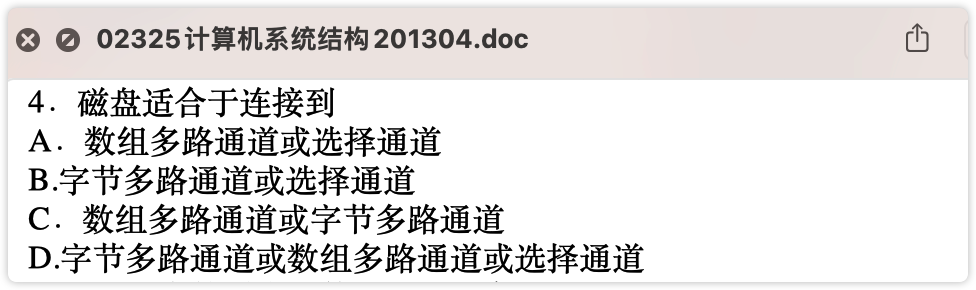 02325计算机系统结构201304.doc
4．磁盘适合于连接到
A．数组多路通道或选择通道
B.字节多路通道或选择通道
C．数组多路通道或字节多路通道
D.字节多路通道或数组多路通道或选择通道